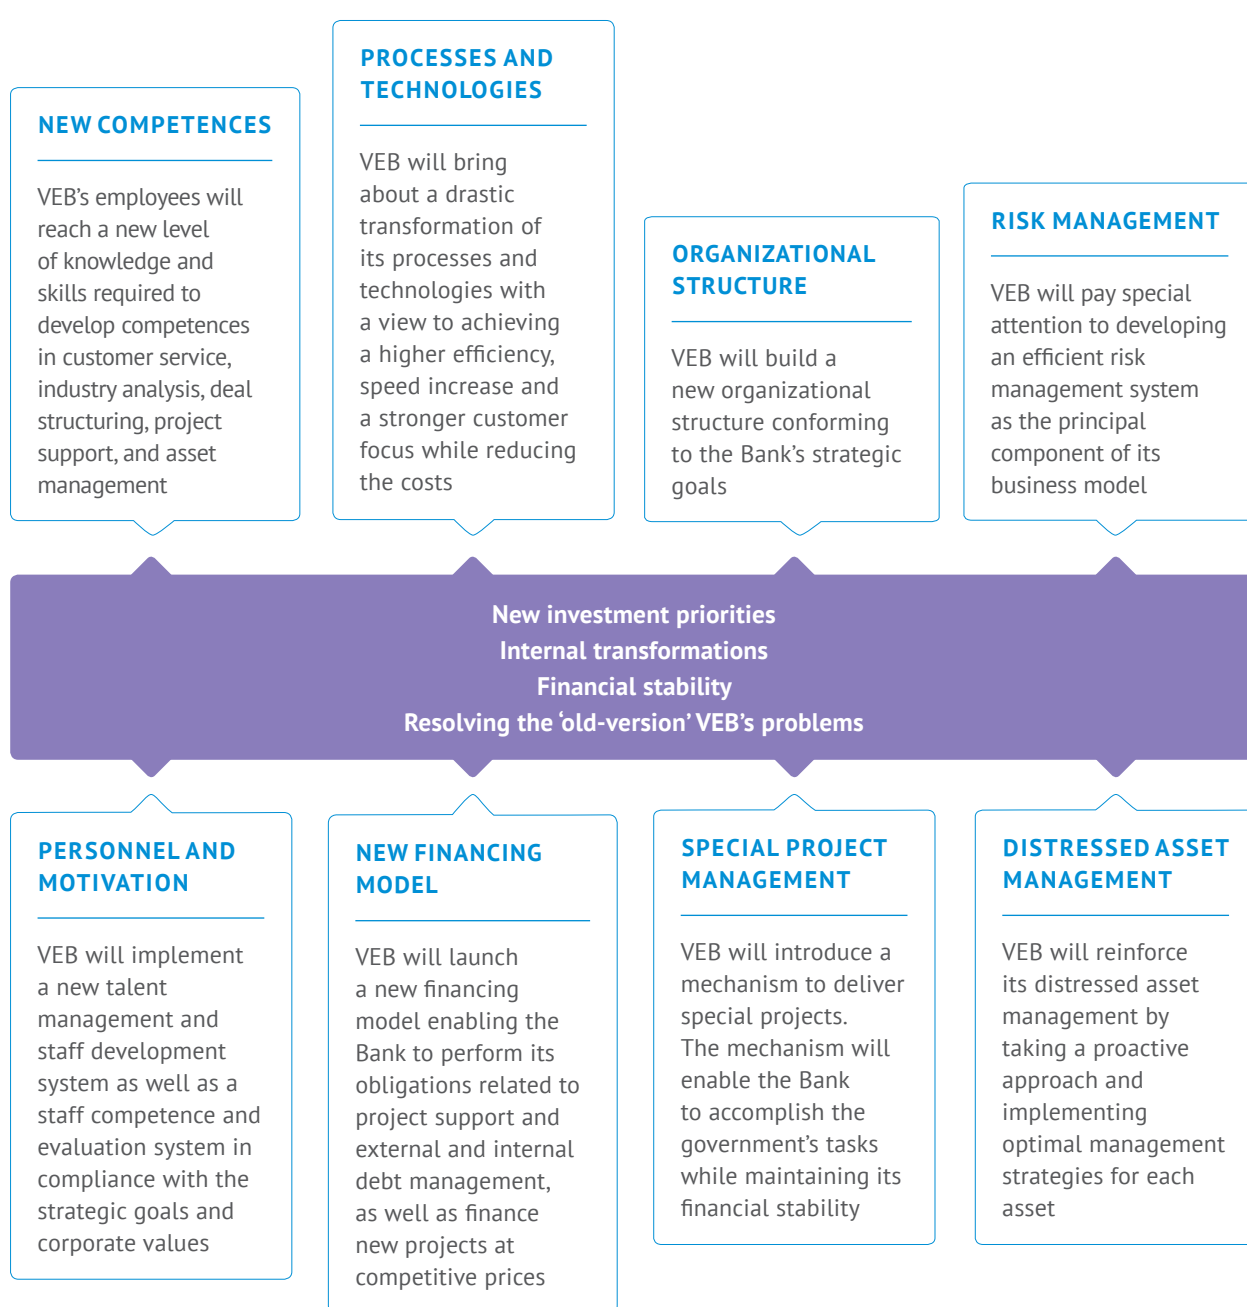 NEW COMPETENCES
VEB's employees will
reach a new level
of knowledge and
skills required to
develop competences
in customer service,
industry analysis, deal
structuring, project
support, and asset
management
PROCESSES AND
TECHNOLOGIES
VEB will bring
about a drastic
transformation of
its processes and
technologies with
a view to achieving
a higher efficiency,
speed increase and
a stronger customer
focus while reducing
the costs
ORGANIZATIONAL
STRUCTURE
VEB will build a
new organizational
structure conforming
to the Bank's strategic
goals
RISK MANAGEMENT
VEB will pay special
attention to developing
an efficient risk
management system
as the principal
component of its
business model
New investment priorities
Internal transformations
Financial stability
Resolving the ‘old-version’ VEB's problems
PERSONNEL AND
MOTIVATION
VEB will implement
a new talent
management and
staff development
system as well as a
staff competence and
evaluation system in
compliance with the
strategic goals and
corporate values
NEW FINANCING
MODEL
VEB will launch
a new financing
model enabling the
Bank to perform its
obligations related to
project support and
external and internal
debt management,
as well as finance
new projects at
competitive prices
SPECIAL PROJECT
MANAGEMENT
VEB will introduce a
mechanism to deliver
special projects.
The mechanism will
enable the Bank
to accomplish the
government's tasks
while maintaining its
financial stability
DISTRESSED ASSET
MANAGEMENT
VEB will reinforce
its distressed asset
management by
taking a proactive
approach and
implementing
optimal management
strategies for each
asset